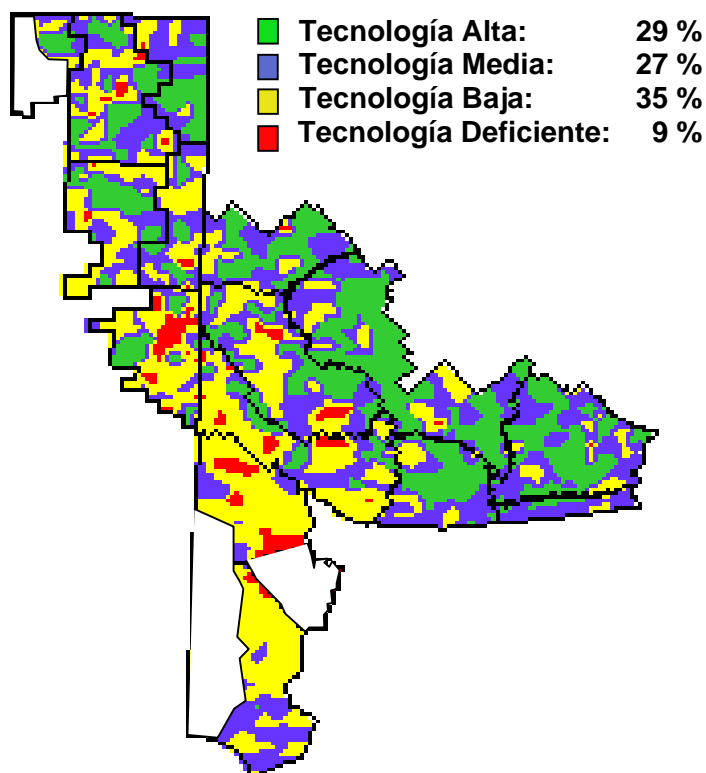 Tecnología Alta: 29 %
Tecnología Media: 27 %
Tecnología Baja: 35 %
Tecnología Deficiente: 9 %